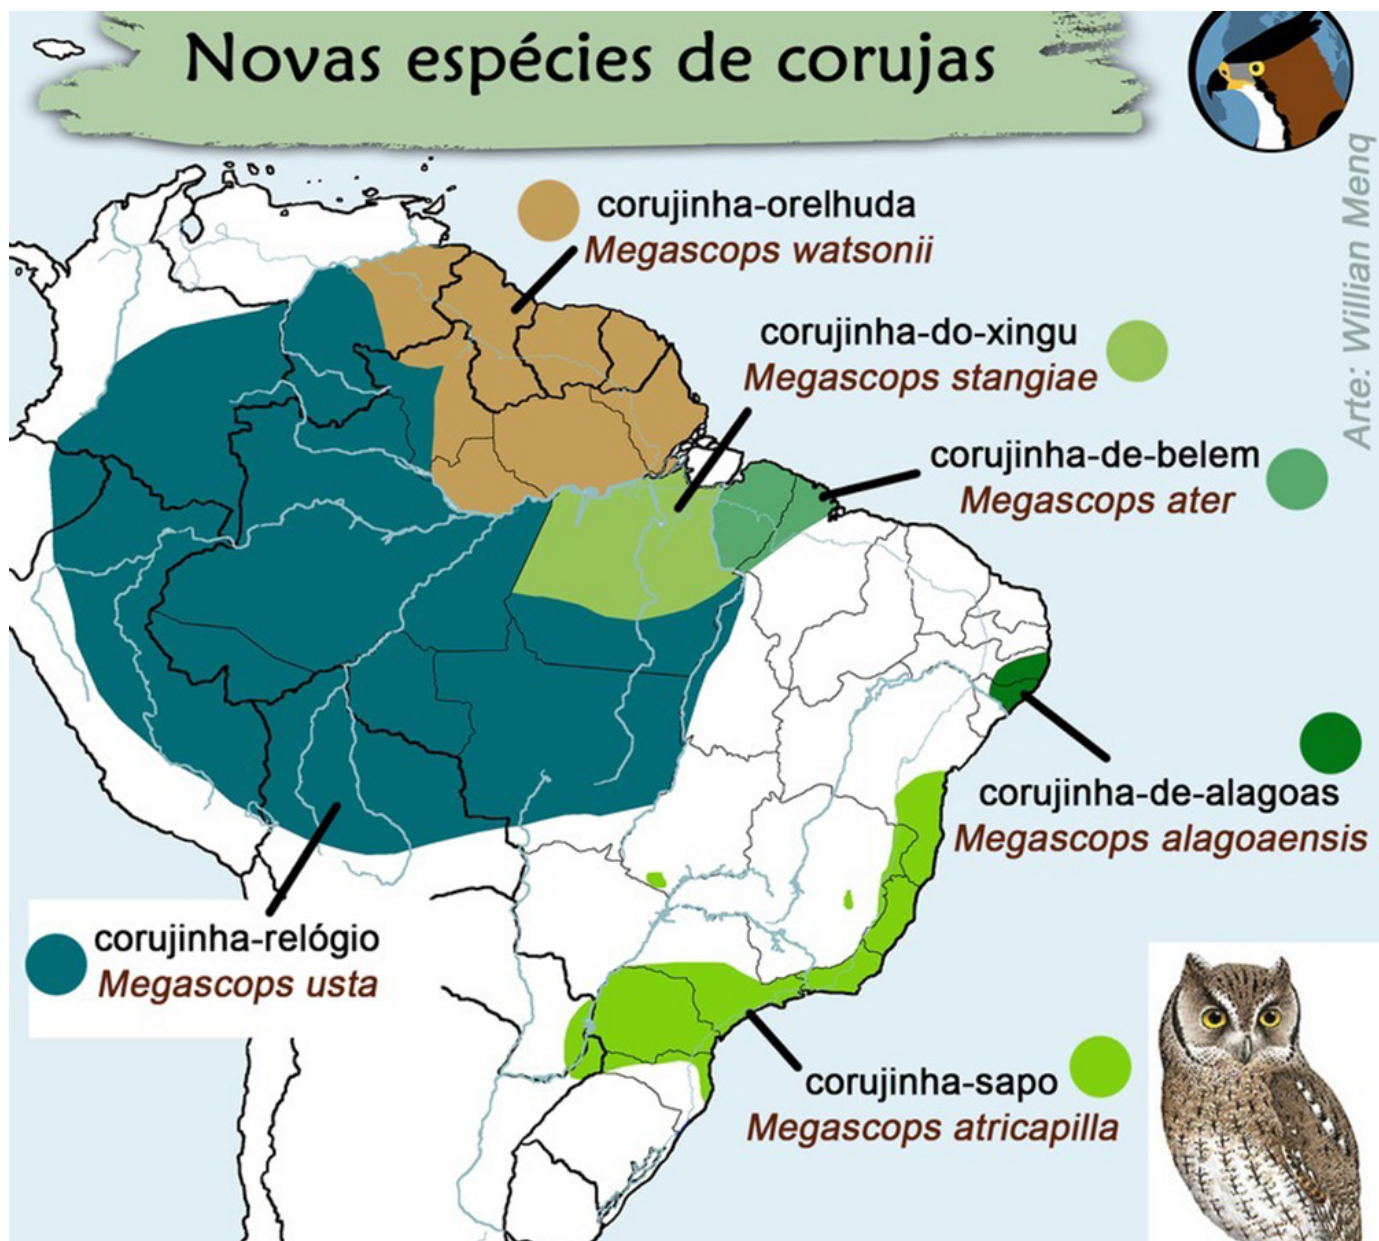 Novas espécies de corujas
Arte: Willian Menq
corujinha-orelhuda
Megascops watsonii
corujinha-do-xingu
Megascops stangiae
corujinha-de-belem
Megascops ater
corujinha-de-alagoas
Megascops alagoaensis
corujinha-relógio
Megascops usta
corujinha-sapo
Megascops atricapilla